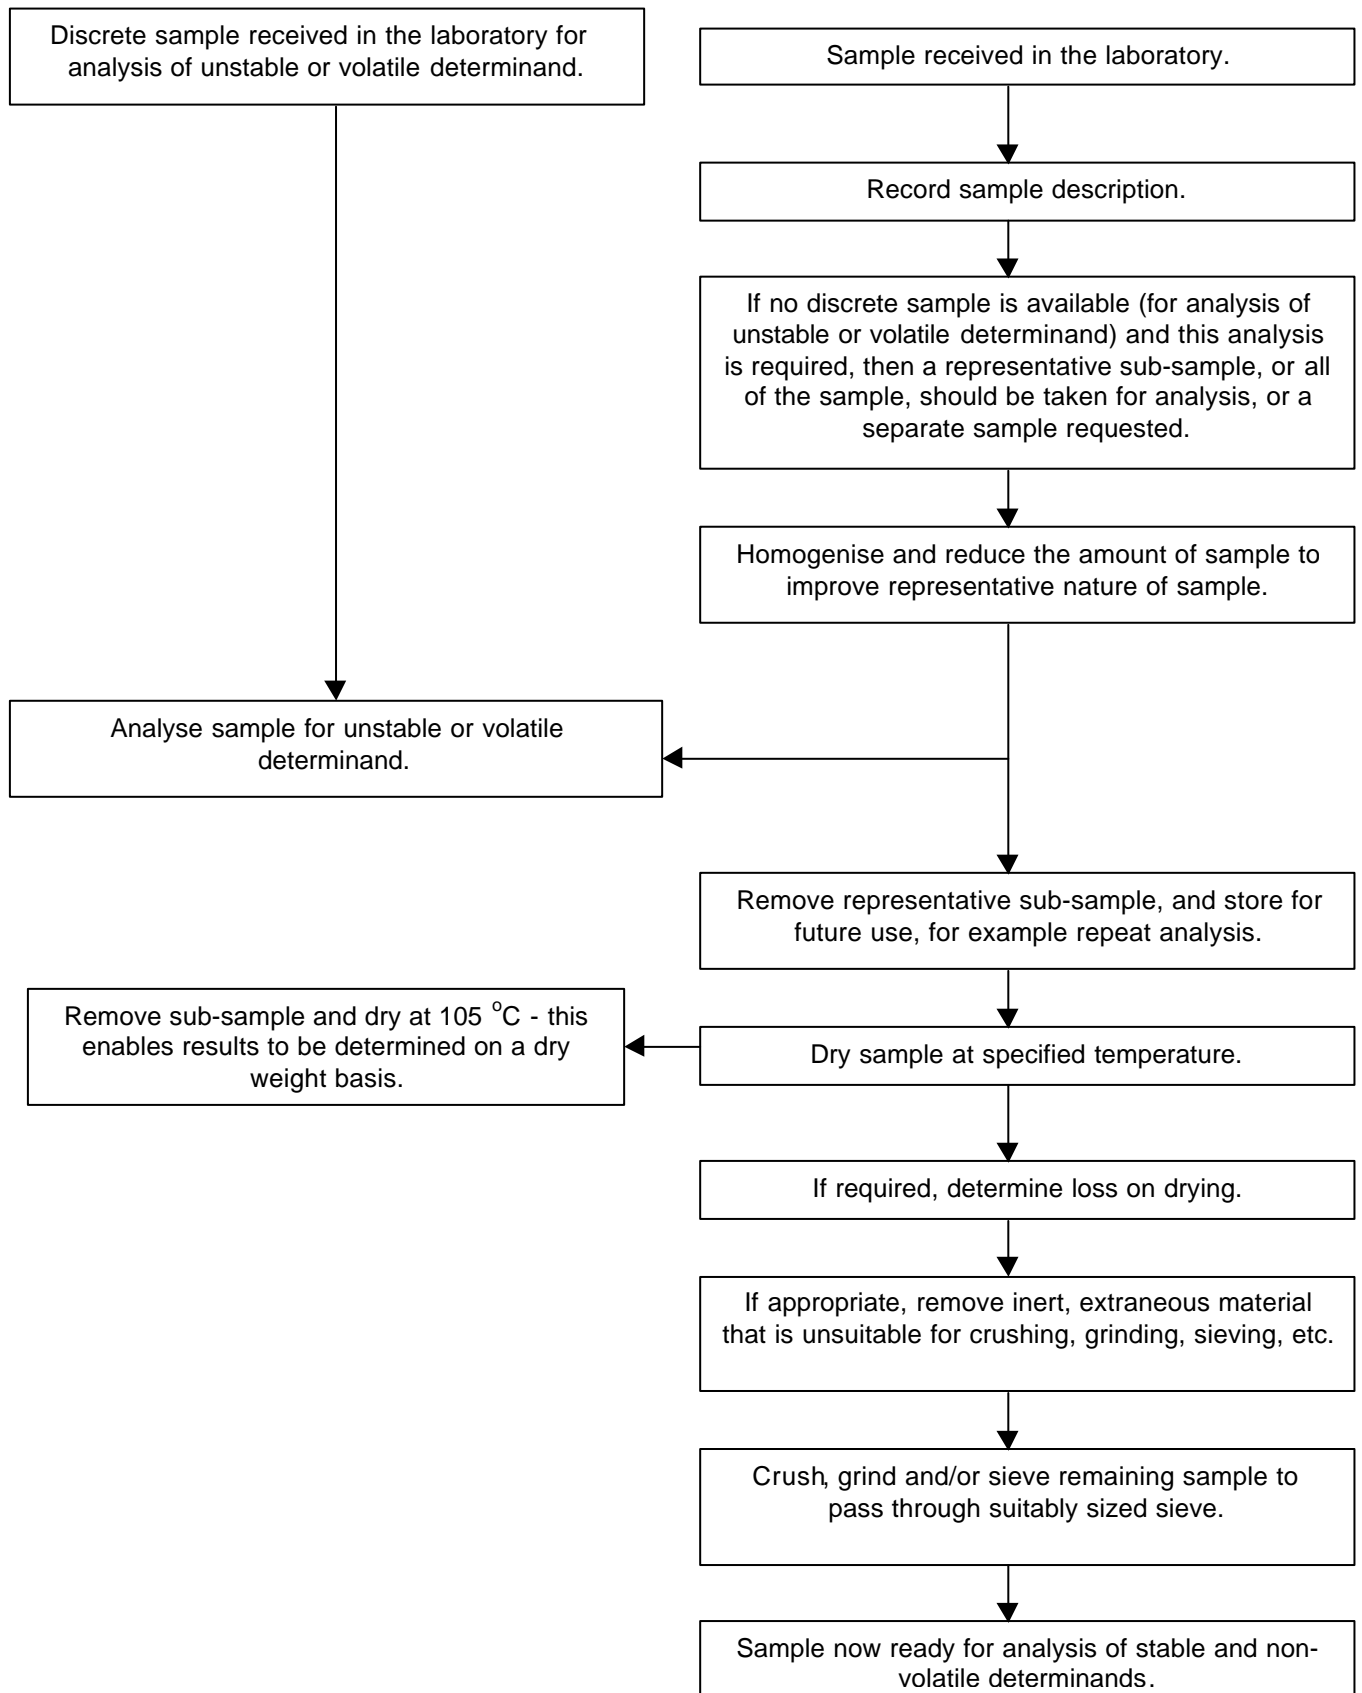 Discrete sample received in the laboratory for
analysis of unstable or volatile determinand.
Sample received in the laboratory.
Record sample description.
If no discrete sample is available (for analysis of
unstable or volatile determinand) and this analysis
is required, then a representative sub-sample, or all
of the sample, should be taken for analysis, or a
separate sample requested.
Homogenise and reduce the amount of sample to
improve representative nature of sample.
Analyse sample for unstable or volatile
determinand.
Remove representative sub-sample, and store for
future use, for example repeat analysis.
Remove sub-sample and dry at 105 °C - this
enables results to be determined on a dry
weight basis.
Dry sample at specified temperature.
If required, determine loss on drying.
If appropriate, remove inert, extraneous material
that is unsuitable for crushing, grinding, sieving, etc.
Crush, grind and/or sieve remaining sample to
pass through suitably sized sieve.
Sample now ready for analysis of stable and non-
volatile determinands.